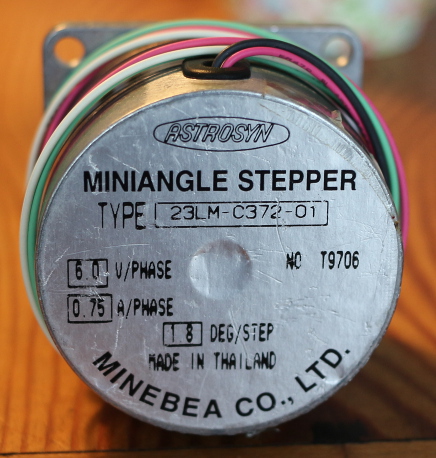 ASTROSYN
MINIANGLE STEPPER
TYPE 23LM-C372-01
6.0 V/PHASE NO T9706
0.75 A/PHASE
1.8 DEG/STEP
MADE IN THAILAND
MINEBEA CO., LTD.